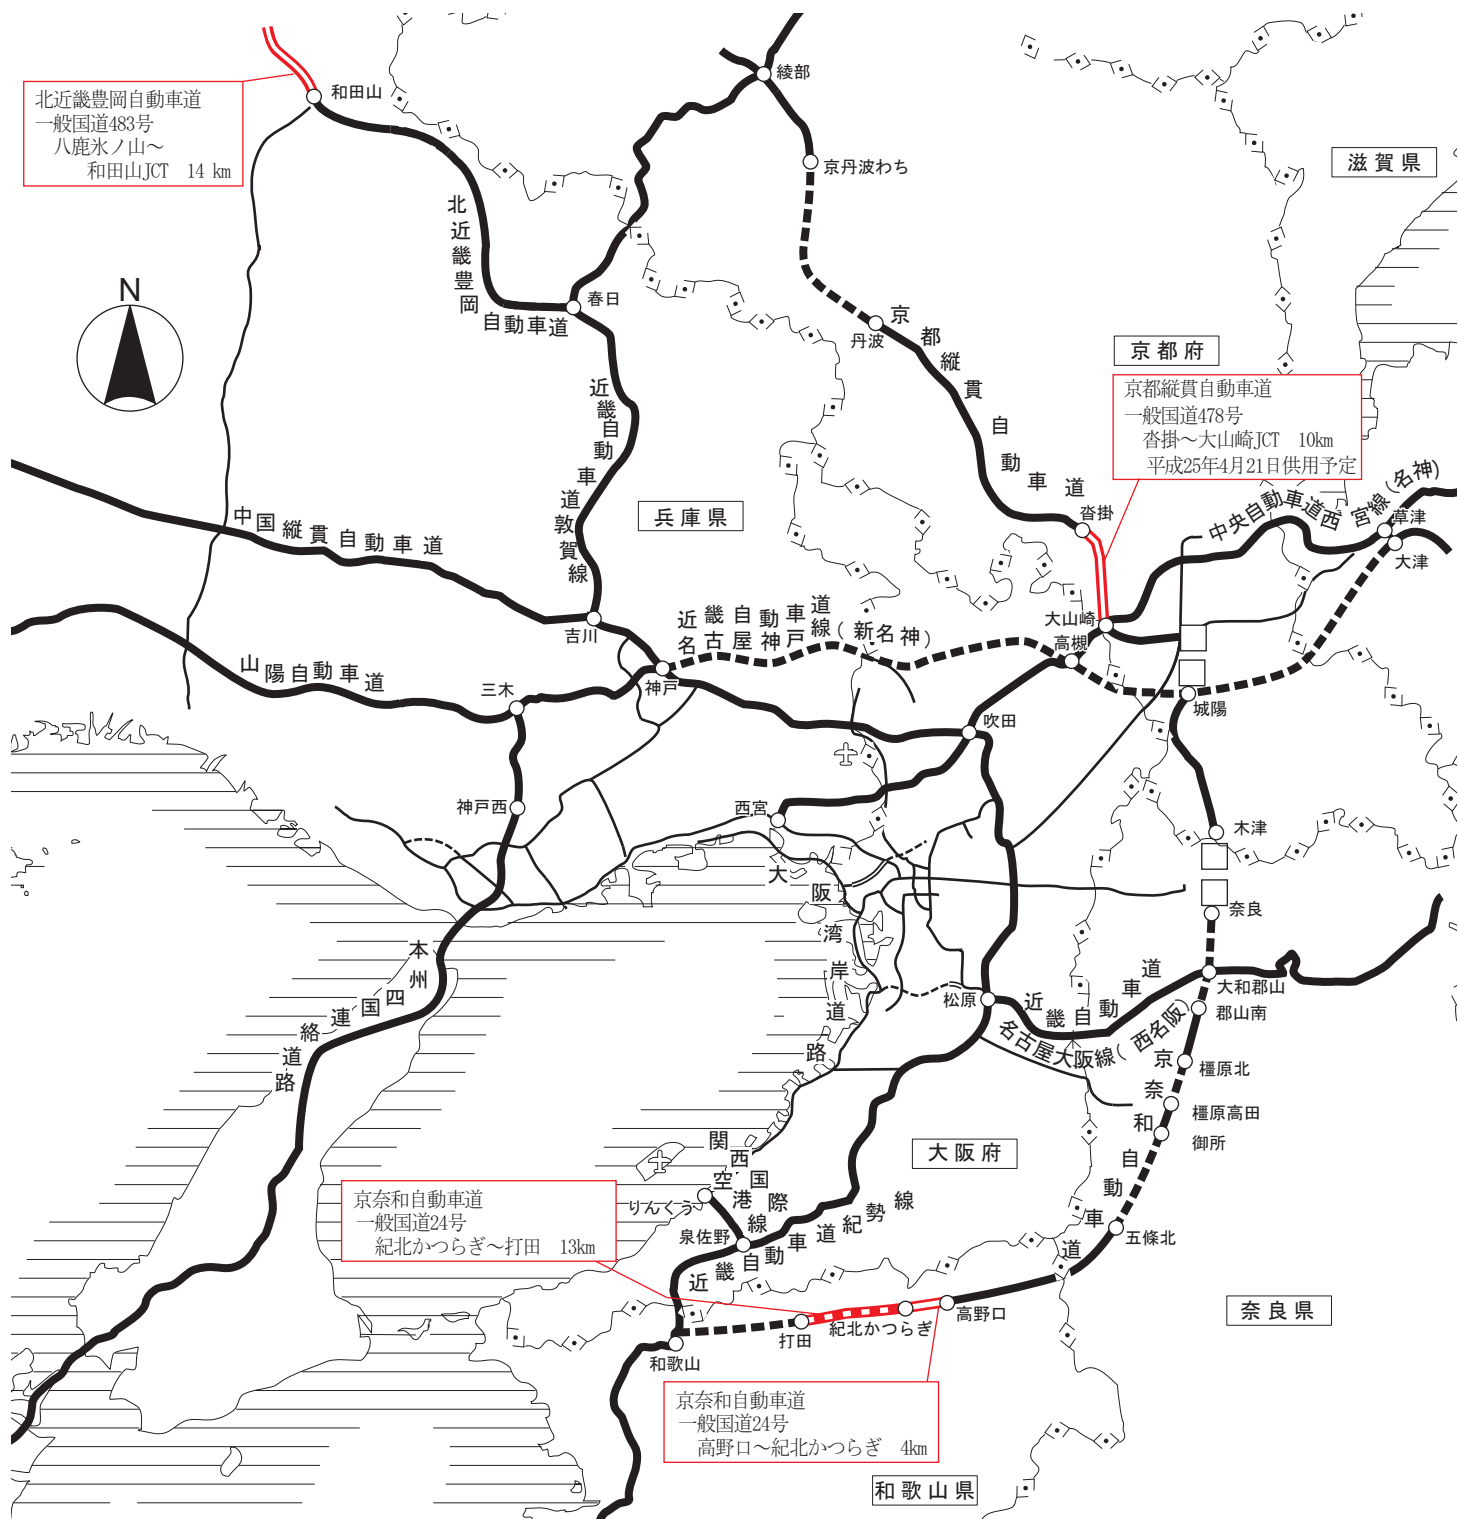 綾部
和田山
北近畿豊岡自動車道
一般国道483号
八鹿氷ノ山～
和田山JCT 14 km
京丹波わち
滋賀県
北近畿豊岡自動車道
N
春日
丹波
京都縦貫自動車道
京都府
京都縦貫自動車道
一般国道478号
沓掛～大山崎JCT 10km
平成25年4月21日供用予定
近畿自動車道敦賀線
兵庫県
沓掛
中央自動車道西宮線(名神)
草津
大津
中国縦貫自動車道
吉川
近畿自動車道
名古屋神戸線(新名神)
大山崎
高槻
山陽自動車道
三木
神戸
城陽
吹田
神戸西
西宮
木津
大阪湾岸道路
奈良
本州四国連絡道路
松原
近畿自動車道
名古屋大阪線(西名阪)
大和郡山
郡山南
京奈和自動車道
橿原北
橿原高田
御所
大阪府
関西国際空港線
りんくう
泉佐野
近畿自動車道紀勢線
五條北
京奈和自動車道
一般国道24号
紀北かつらぎ～打田 13km
奈良県
高野口
紀北かつらぎ
打田
和歌山
京奈和自動車道
一般国道24号
高野口～紀北かつらぎ 4km
和歌山県